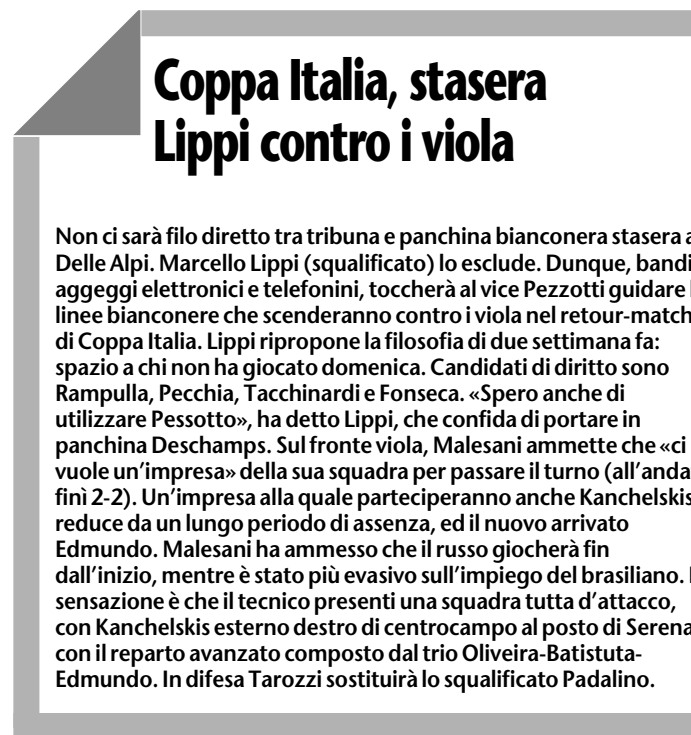 Coppa Italia, stasera
Lippi contro i viola
Non ci sarà filo diretto tra tribuna e panchina bianconera stasera
Delle Alpi. Marcello Lippi (squalificato) lo esclude. Dunque, bandi
aggeggi elettronici e telefonini, toccherà al vice Pezzotti guidare
linee bianconere che scenderanno contro i viola nel retour-match
di Coppa Italia. Lippi ripropone la filosofia di due settimana fa:
spazio a chi non ha giocato domenica. Candidati di diritto sono
Rampulla, Pecchia, Tacchinardi e Fonseca. «Spero anche di
utilizzare Pessotto», ha detto Lippi, che confida di portare in
panchina Deschamps. Sul fronte viola, Malesani ammette che «ci
vuole un'impresa» della sua squadra per passare il turno (all'anda
finì 2-2). Un'impresa alla quale parteciperanno anche Kanchelskis
reduce da un lungo periodo di assenza, ed il nuovo arrivato
Edmundo. Malesani ha ammesso che il russo giocherà fin
dall'inizio, mentre è stato più evasivo sull'impiego del brasiliano.
sensazione è che il tecnico presenti una squadra tutta d'attacco,
con Kanchelskis esterno destro di centrocampo al posto di Serena
con il reparto avanzato composto dal trio Oliveira-Batistuta-
Edmundo. In difesa Tarozzi sostituirà lo squalificato Padalino.